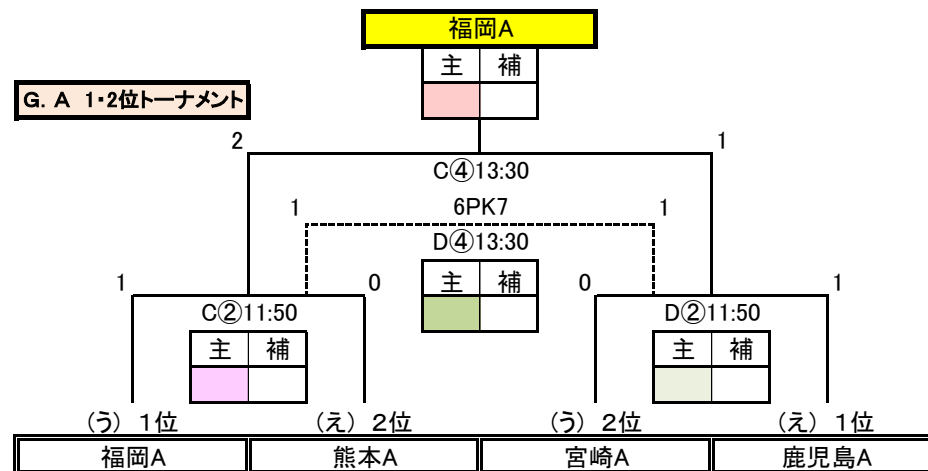 福岡A
主 補
G. A 1・2位トーナメント
2 1
C④13:30
1 6PK7 1
D④13:30
1 0 主 補 0 1
C②11:50 D②11:50
主 補 主 補
(う) 1位 (え) 2位 (う) 2位 (え) 1位
福岡A 熊本A 宮崎A 鹿児島A